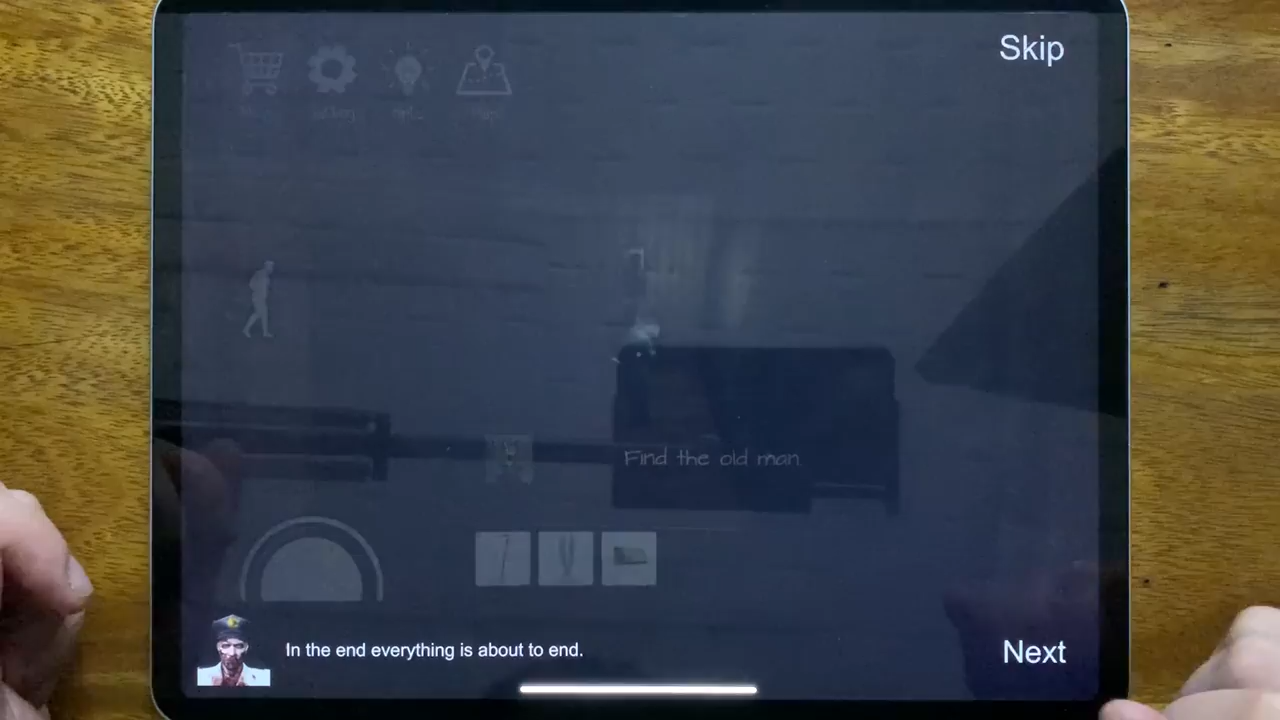 Skip
Find the old man.
In the end everything is about to end.
Next